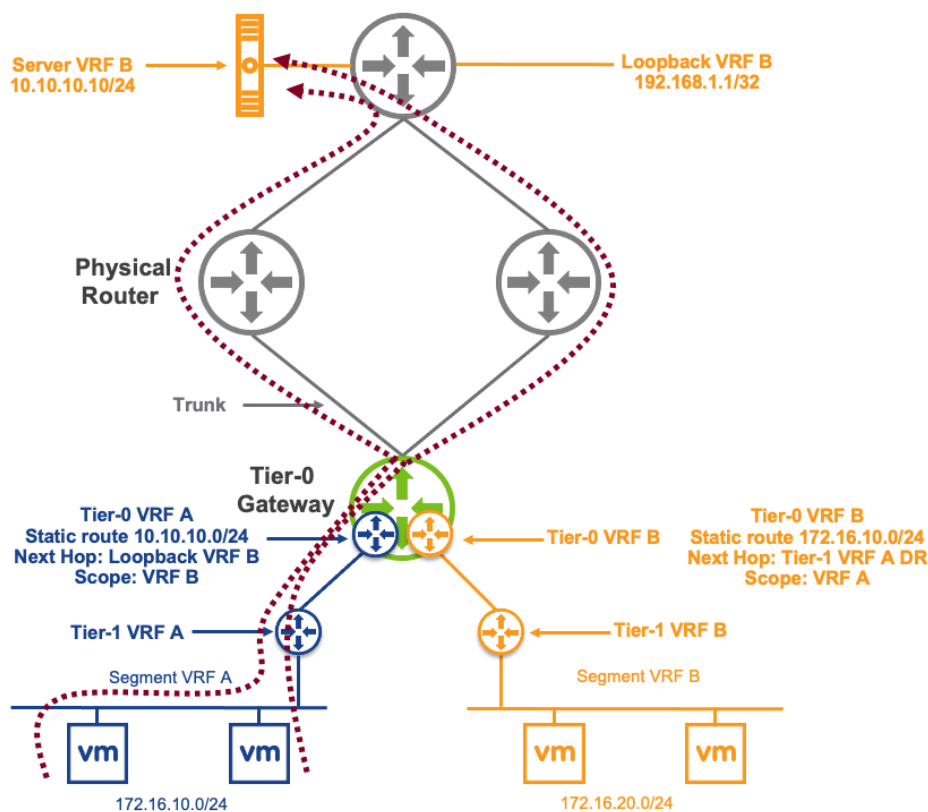 Server VRF B
10.10.10.10/24
Loopback VRF B
192.168.1.1/32
Physical
Router
Trunk
Tier-0
Gateway
Tier-0 VRF A
Static route 10.10.10.0/24
Next Hop: Loopback VRF B
Scope: VRF B
Tier-0 VRF B
Tier-0 VRF B
Static route 172.16.10.0/24
Next Hop: Tier-1 VRF A DR
Scope: VRF A
Tier-1 VRF A
Tier-1 VRF B
Segment VRF A
Segment VRF B
vm
vm
vm
vm
172.16.10.0/24
172.16.20.0/24